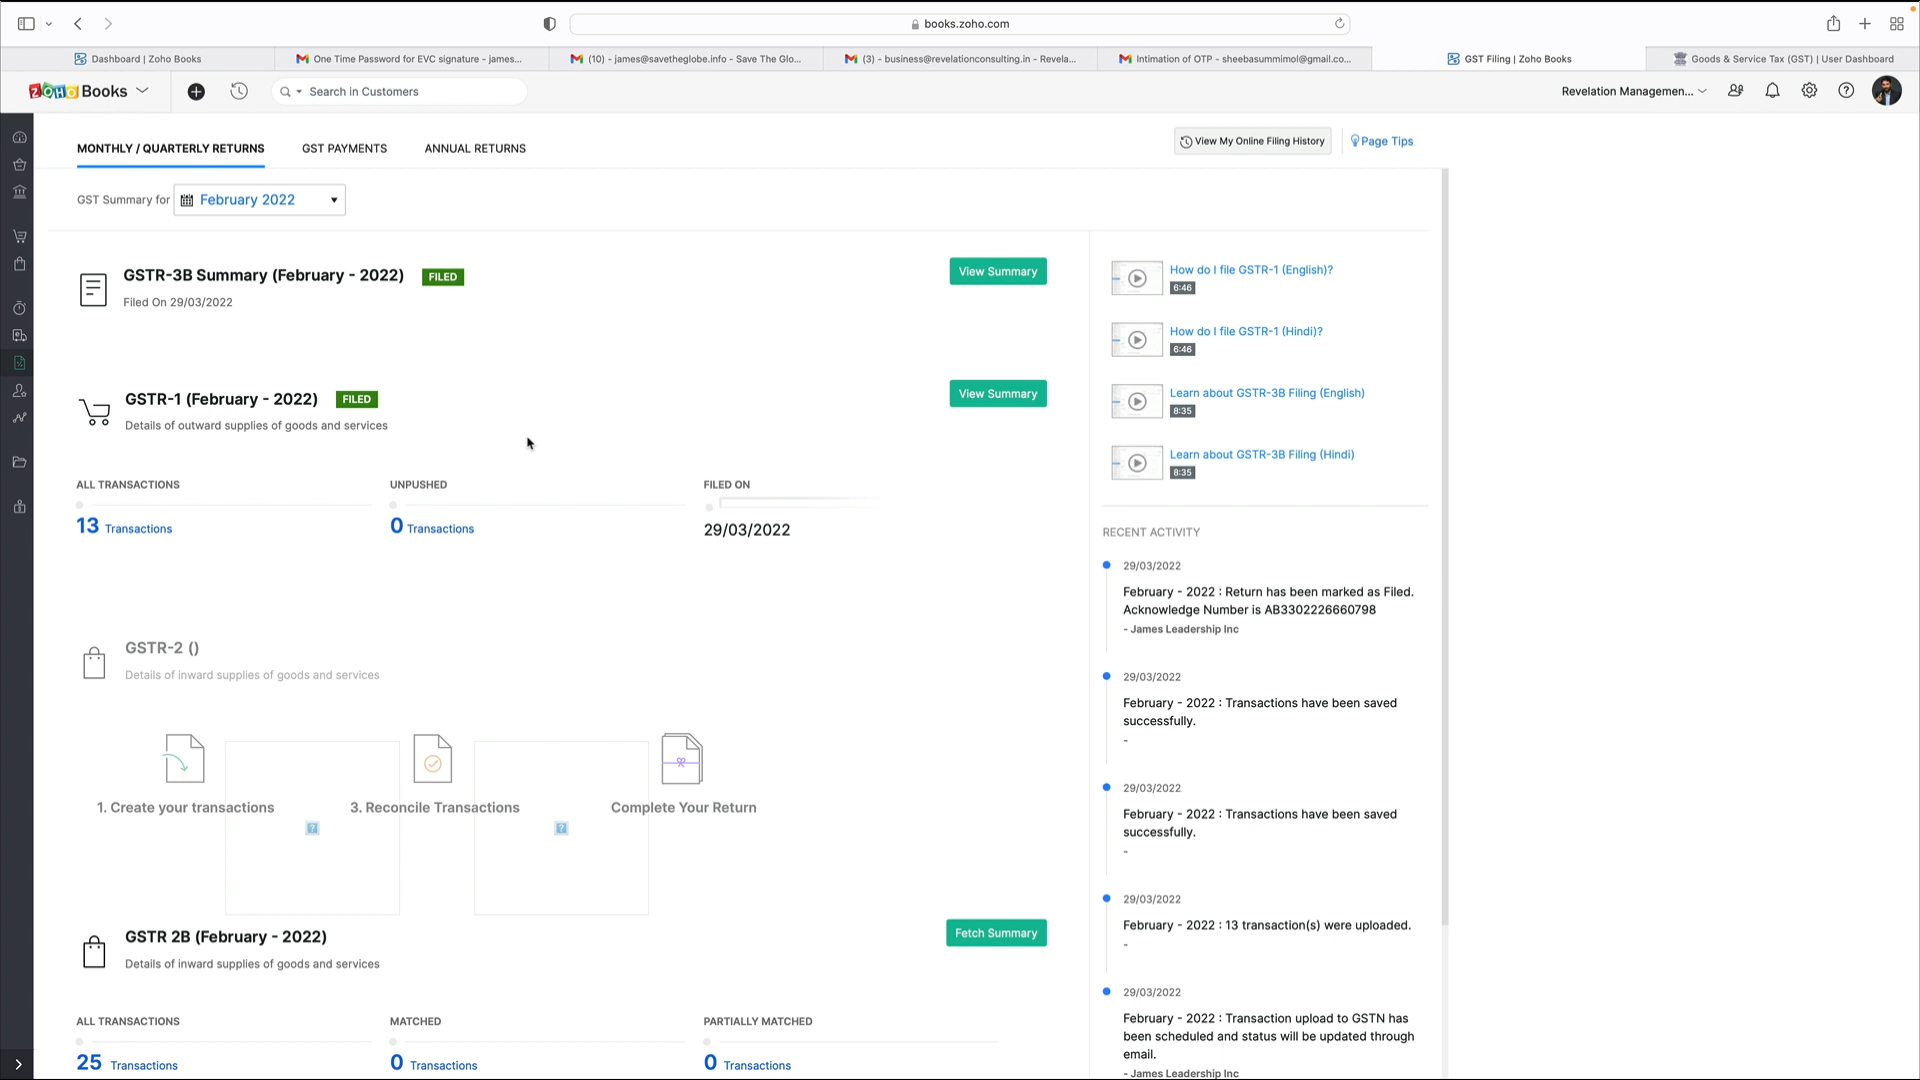 books.zoho.com
Dashboard | Zoho Books
One Time Password for EVC signature - james...
(10) - james@savetheglobe.info - Save The Glo...
(3) - business@revelationconsulting.in - Revela...
Intimation of OTP - sheebasummimol@gmail.co...
GST Filing | Zoho Books
Goods & Service Tax (GST) | User Dashboard
ZOHO Books
Search in Customers
Revelation Managemen...
MONTHLY / QUARTERLY RETURNS
GST PAYMENTS
ANNUAL RETURNS
View My Online Filing History
Page Tips
GST Summary for
February 2022
GSTR-3B Summary (February - 2022)
FILED
View Summary
Filed On 29/03/2022
GSTR-1 (February - 2022)
FILED
View Summary
Details of outward supplies of goods and services
ALL TRANSACTIONS
UNPUSHED
FILED ON
13 Transactions
0 Transactions
29/03/2022
GSTR-2 ()
Details of inward supplies of goods and services
1. Create your transactions
3. Reconcile Transactions
Complete Your Return
GSTR 2B (February - 2022)
Fetch Summary
Details of inward supplies of goods and services
ALL TRANSACTIONS
MATCHED
PARTIALLY MATCHED
25 Transactions
0 Transactions
0 Transactions
How do I file GSTR-1 (English)?
6:46
How do I file GSTR-1 (Hindi)?
6:46
Learn about GSTR-3B Filing (English)
8:35
Learn about GSTR-3B Filing (Hindi)
8:35
RECENT ACTIVITY
29/03/2022
February - 2022 : Return has been marked as Filed.
Acknowledge Number is AB3302226660798
- James Leadership Inc
29/03/2022
February - 2022 : Transactions have been saved
successfully.
-
29/03/2022
February - 2022 : Transactions have been saved
successfully.
-
29/03/2022
February - 2022 : 13 transaction(s) were uploaded.
-
29/03/2022
February - 2022 : Transaction upload to GSTN has
been scheduled and status will be updated through
email.
- James Leadership Inc